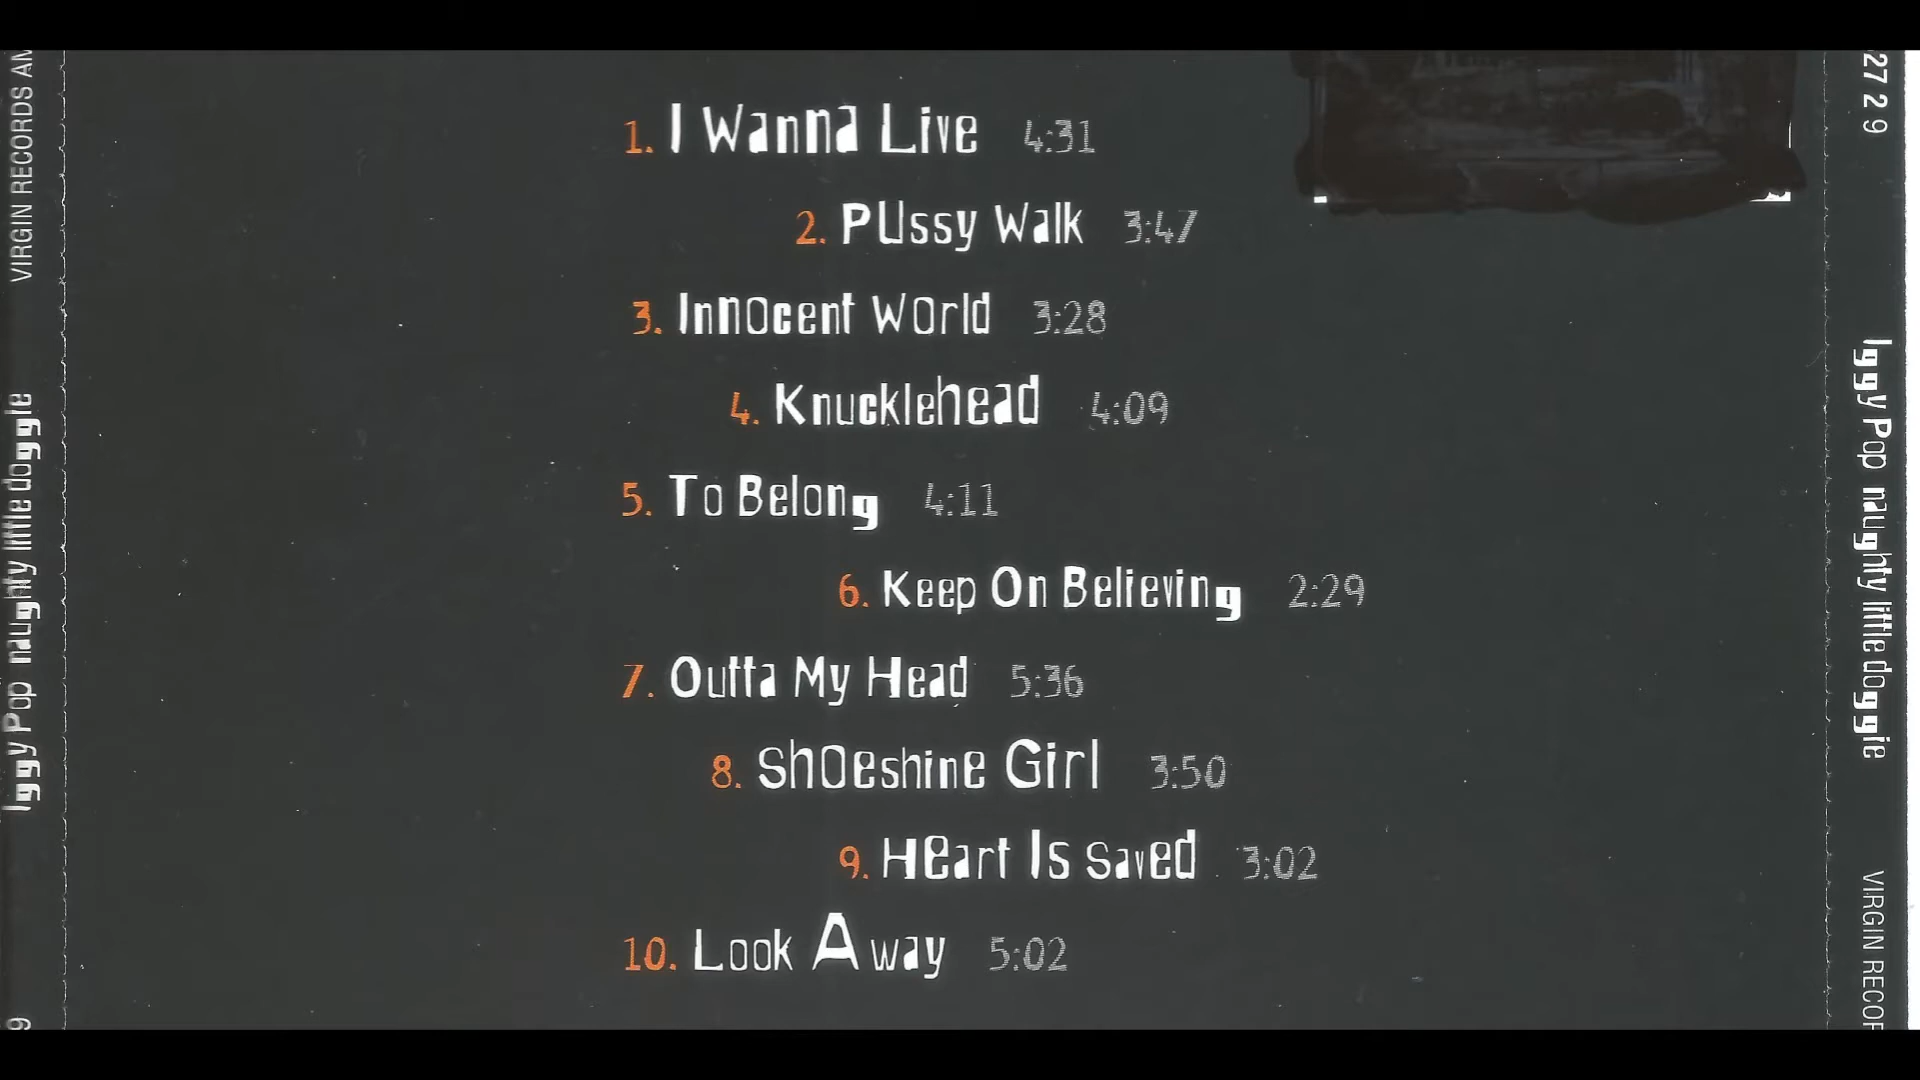 1. I Wanna Live 4:31
2. Pussy Walk 3:47
3. Innocent World 3:28
4. Knucklehead 4:09
5. To Belong 4:11
6. Keep On Believing 2:29
7. Outta My Head 5:36
8. Shoeshine Girl 3:50
9. Heart Is Saved 3:02
10. Look Away 5:02
VIRGIN RECORDS
Iggy Pop naughty little doggie
9
27 2 9
Iggy Pop naughty little doggie
VIRGIN